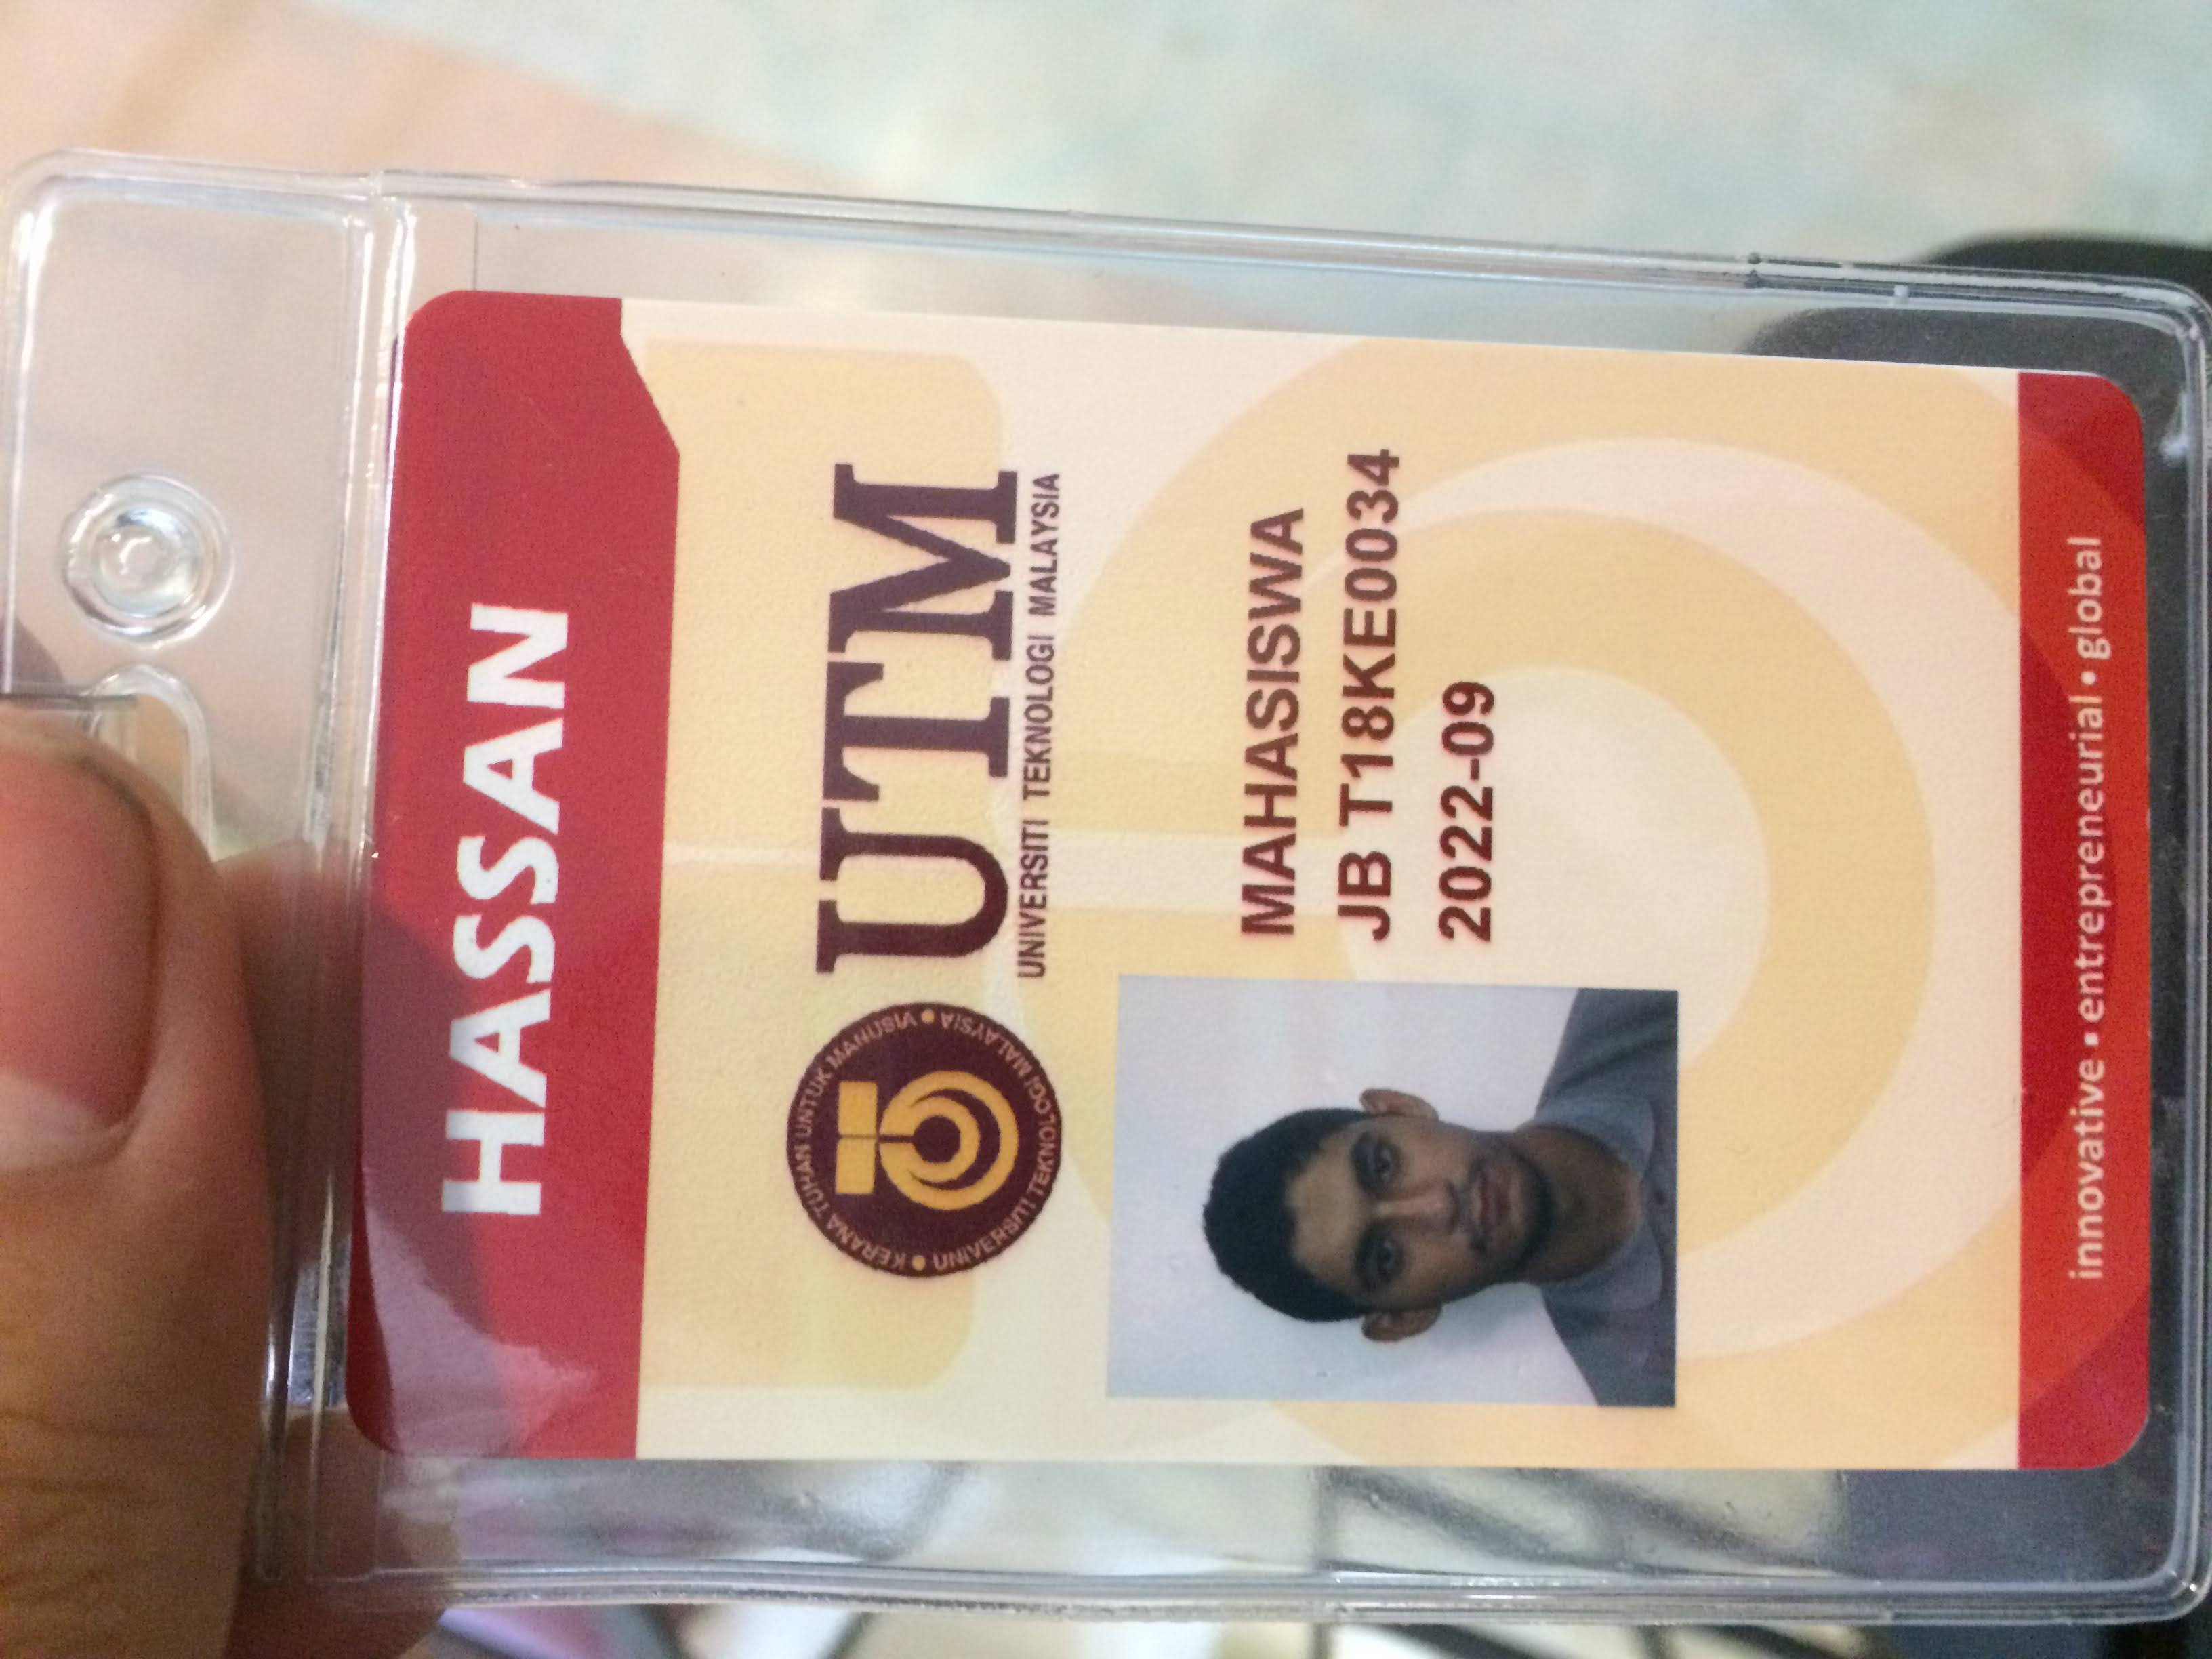 HASSAN
UTM
UNIVERSITI TEKNOLOGI MALAYSIA
KERANA TUHAN UNTUK MANUSIA
UNIVERSITI TEKNOLOGI MALAYSIA
MAHASISWA
JB T18KE0034
2022-09
innovative • entrepreneurial • global